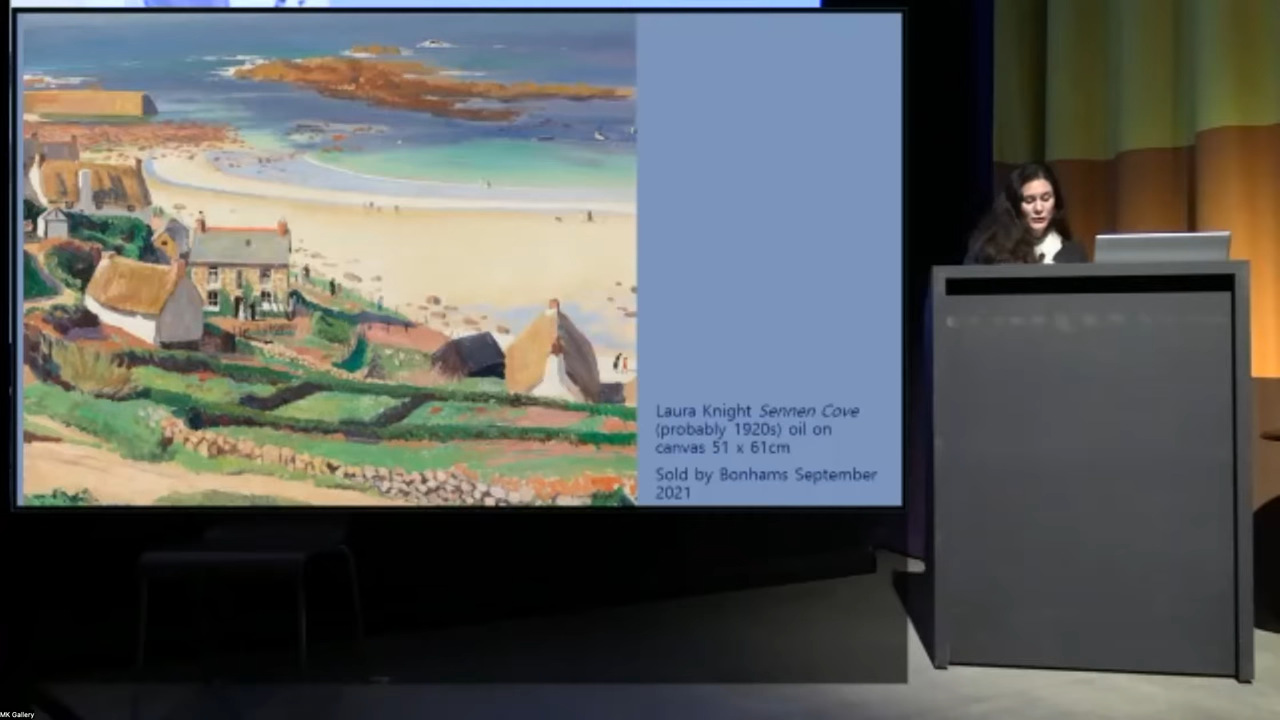 Laura Knight Sennen Cove
(probably 1920s) oil on
canvas 51 x 61cm
Sold by Bonhams September
2021
MK Gallery